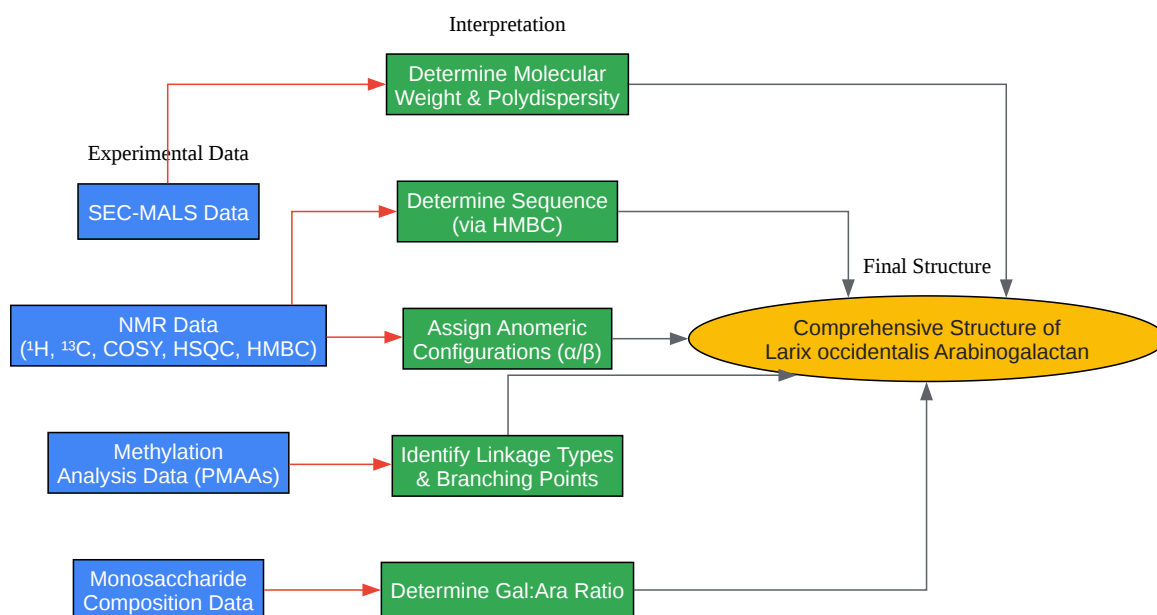 Interpretation
Determine Molecular
Weight & Polydispersity
Experimental Data
SEC-MALS Data
Determine Sequence
(via HMBC)
Final Structure
NMR Data
(¹H, ¹³C, COSY, HSQC, HMBC)
Assign Anomeric
Configurations (α/β)
Comprehensive Structure of
Larix occidentalis Arabinogalactan
Methylation
Analysis Data (PMAAs)
Identify Linkage Types
& Branching Points
Monosaccharide
Composition Data
Determine Gal:Ara Ratio